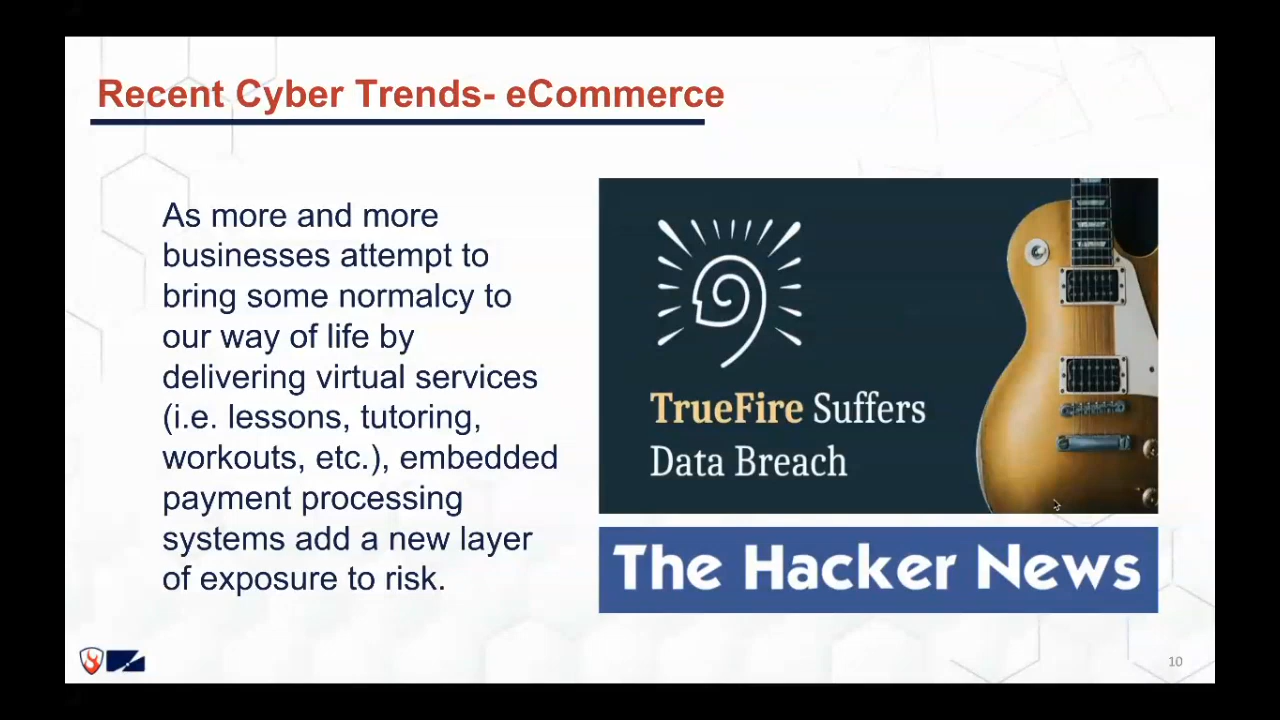 Recent Cyber Trends- eCommerce
As more and more
businesses attempt to
bring some normalcy to
our way of life by
delivering virtual services
(i.e. lessons, tutoring,
workouts, etc.), embedded
payment processing
systems add a new layer
of exposure to risk.
TrueFire Suffers
Data Breach
The Hacker News
10